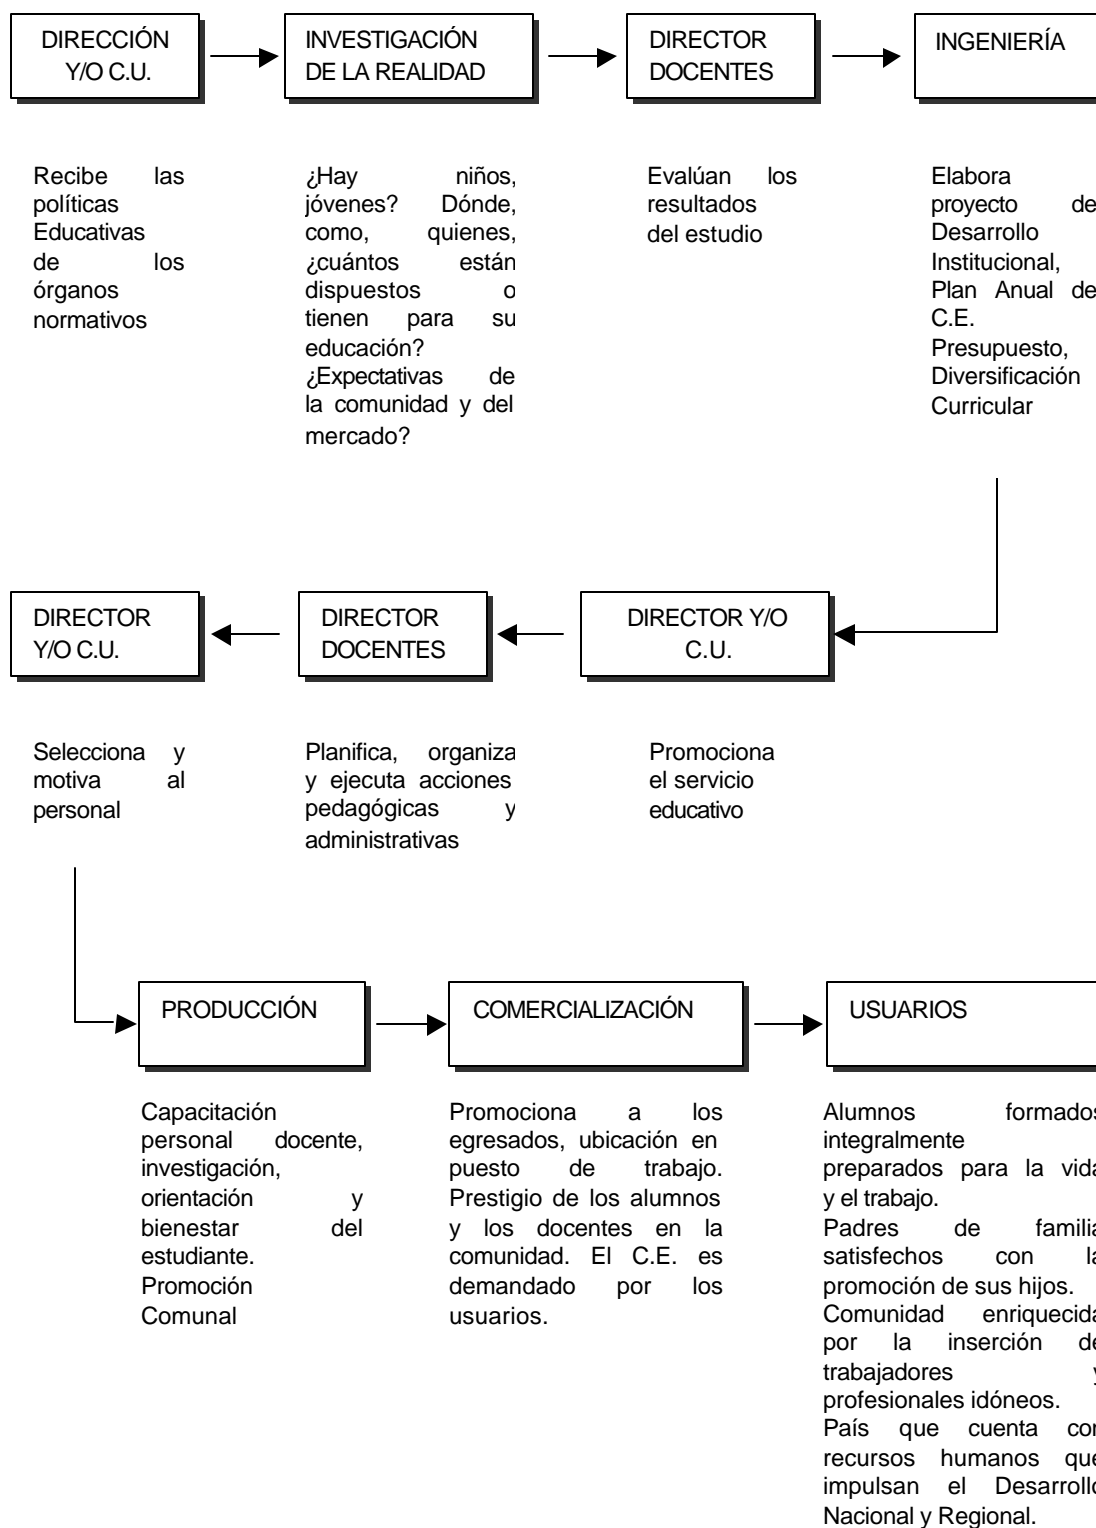 DIRECCIÓN
Y/O C.U.
INVESTIGACIÓN
DE LA REALIDAD
DIRECTOR
DOCENTES
INGENIERÍA
Recibe las
políticas
Educativas
de los
órganos
normativos
¿Hay niños,
jóvenes? Dónde,
como, quienes,
¿cuántos están
dispuestos o
tienen para su
educación?
¿Expectativas de
la comunidad y del
mercado?
Evalúan los
resultados
del estudio
Elabora
proyecto de
Desarrollo
Institucional,
Plan Anual de
C.E.
Presupuesto,
Diversificación
Curricular
DIRECTOR
Y/O C.U.
DIRECTOR
DOCENTES
DIRECTOR Y/O
C.U.
Selecciona y
motiva al
personal
Planifica, organiza
y ejecuta acciones
pedagógicas y
administrativas
Promociona
el servicio
educativo
PRODUCCIÓN
COMERCIALIZACIÓN
USUARIOS
Capacitación
personal docente,
investigación,
orientación y
bienestar del
estudiante.
Promoción
Comunal
Promociona a los
egresados, ubicación en
puesto de trabajo.
Prestigio de los alumnos
y los docentes en la
comunidad. El C.E. es
demandado por los
usuarios.
Alumnos formados
integralmente
preparados para la vida
y el trabajo.
Padres de familia
satisfechos con la
promoción de sus hijos.
Comunidad enriquecida
por la inserción de
trabajadores y
profesionales idóneos.
País que cuenta con
recursos humanos que
impulsan el Desarrollo
Nacional y Regional.